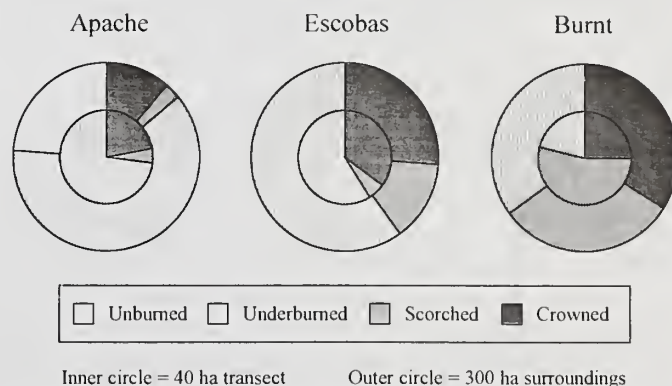 Apache Escobas Burnt
Unburned Underburned Scorched Crowned
Inner circle = 40 ha transect Outer circle = 300 ha surroundings